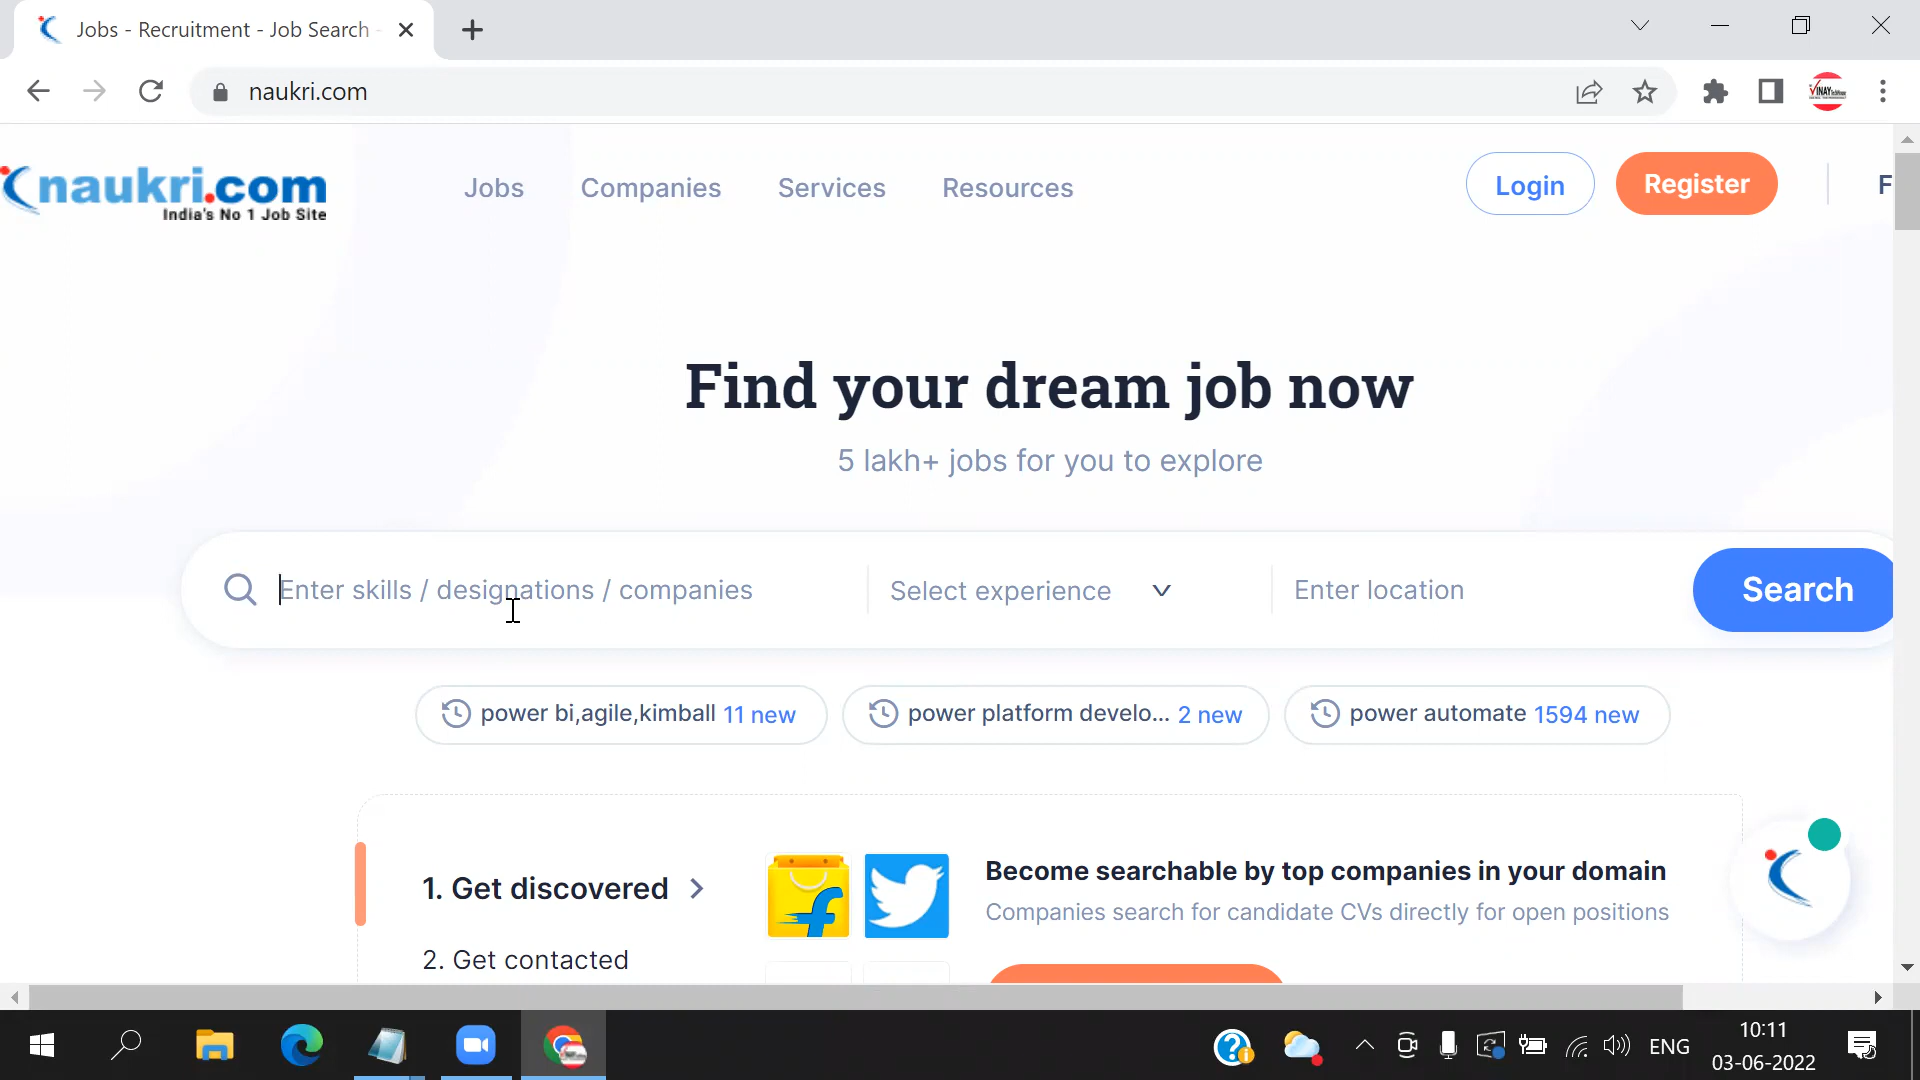 Jobs - Recruitment - Job Search -
naukri.com
naukri.com
India's No 1 Job Site
Jobs
Companies
Services
Resources
Login
Register
F
Find your dream job now
5 lakh+ jobs for you to explore
Enter skills / designations / companies
Select experience
Enter location
Search
power bi,agile,kimball 11 new
power platform develo... 2 new
power automate 1594 new
1. Get discovered
2. Get contacted
Become searchable by top companies in your domain
Companies search for candidate CVs directly for open positions
ENG
10:11
03-06-2022